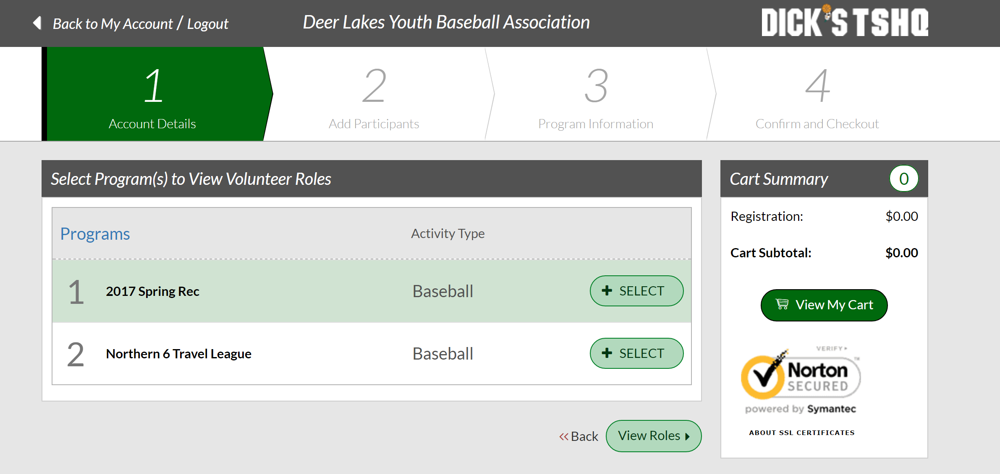 Back to My Account / Logout
Deer Lakes Youth Baseball Association
DICK'S TSHQ
1
Account Details
2
Add Participants
3
Program Information
4
Confirm and Checkout
Select Program(s) to View Volunteer Roles
Programs Activity Type
1 2017 Spring Rec Baseball SELECT
2 Northern 6 Travel League Baseball SELECT
Back View Roles
Cart Summary 0
Registration: $0.00
Cart Subtotal: $0.00
View My Cart
VERIFY
Norton TM
SECURED
powered by Symantec
ABOUT SSL CERTIFICATES